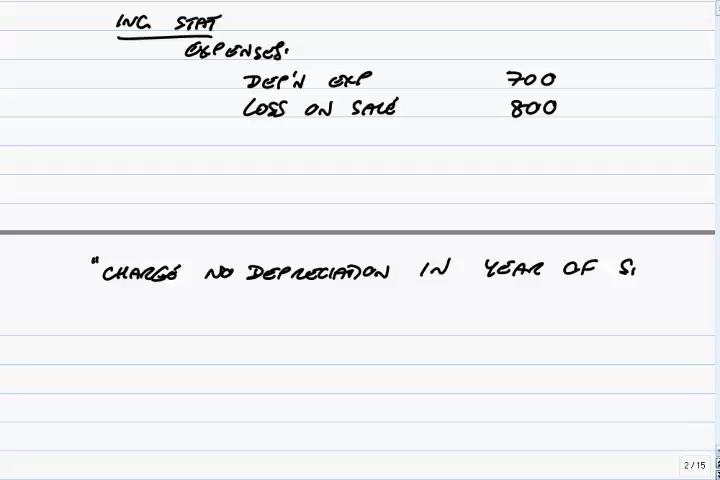 INC. STAT
EXPENSES.
DEP'N EXP 700
LOSS ON SALE 800
"CHARGE NO DEPRECIATION IN YEAR OF S
2/15